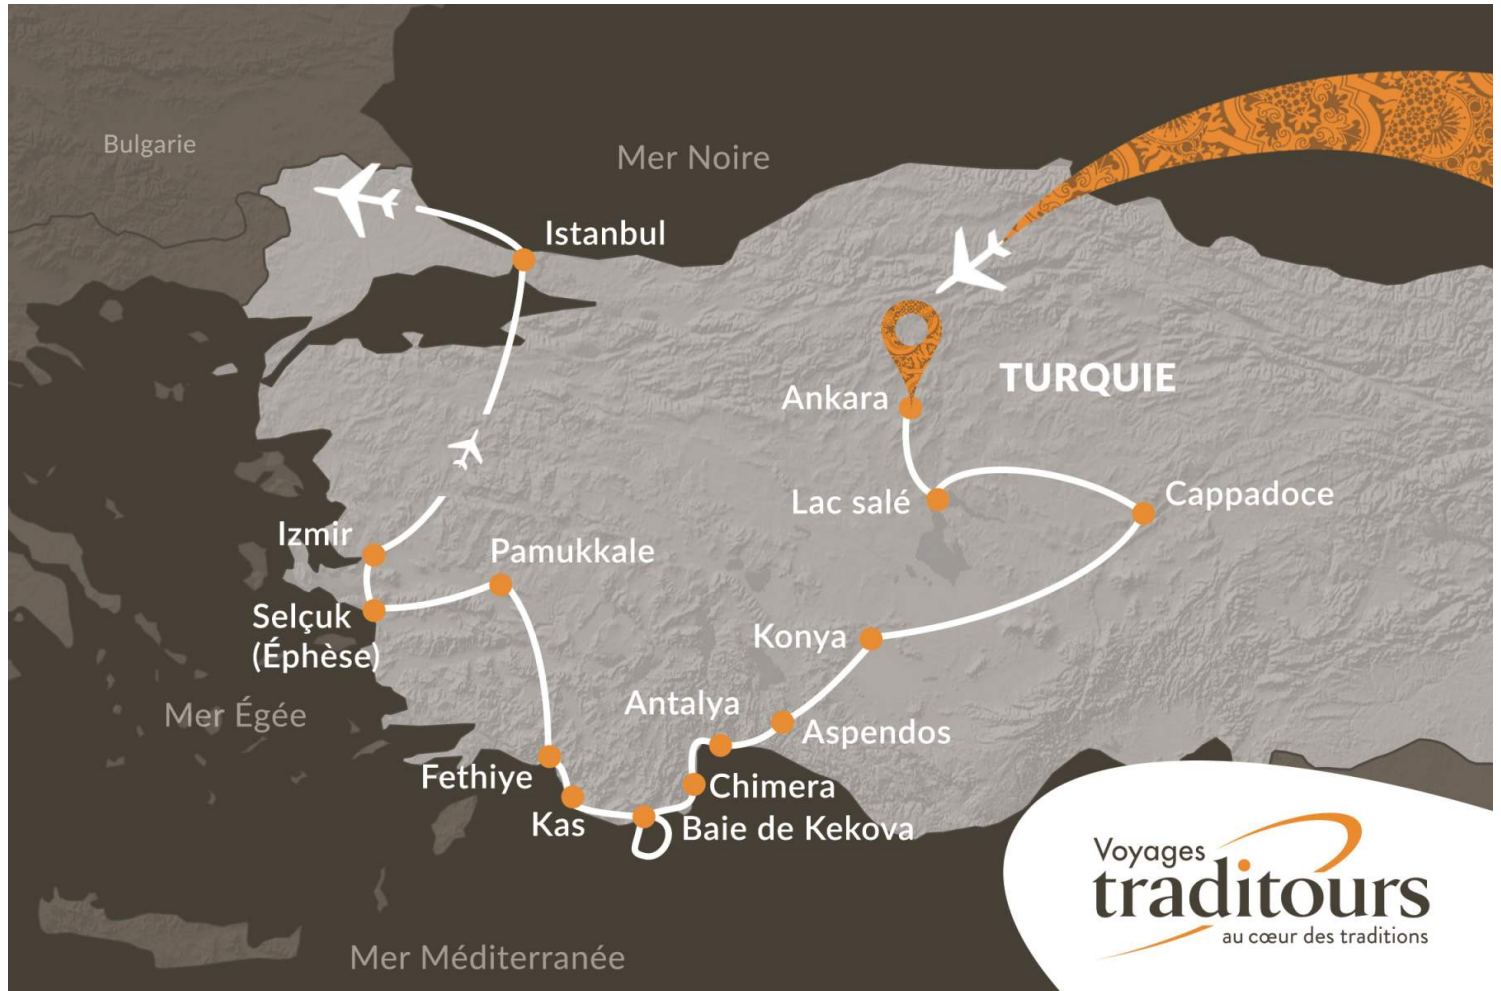 Bulgarie
Mer Noire
Istanbul
TURQUIE
Ankara
Lac salé
Cappadoce
Izmir
Pamukkale
Selçuk
(Éphèse)
Konya
Antalya
Aspendos
Mer Égée
Fethiye
Chimera
Kas
Baie de Kekova
Voyages
traditours
au cœur des traditions
Mer Méditerranée